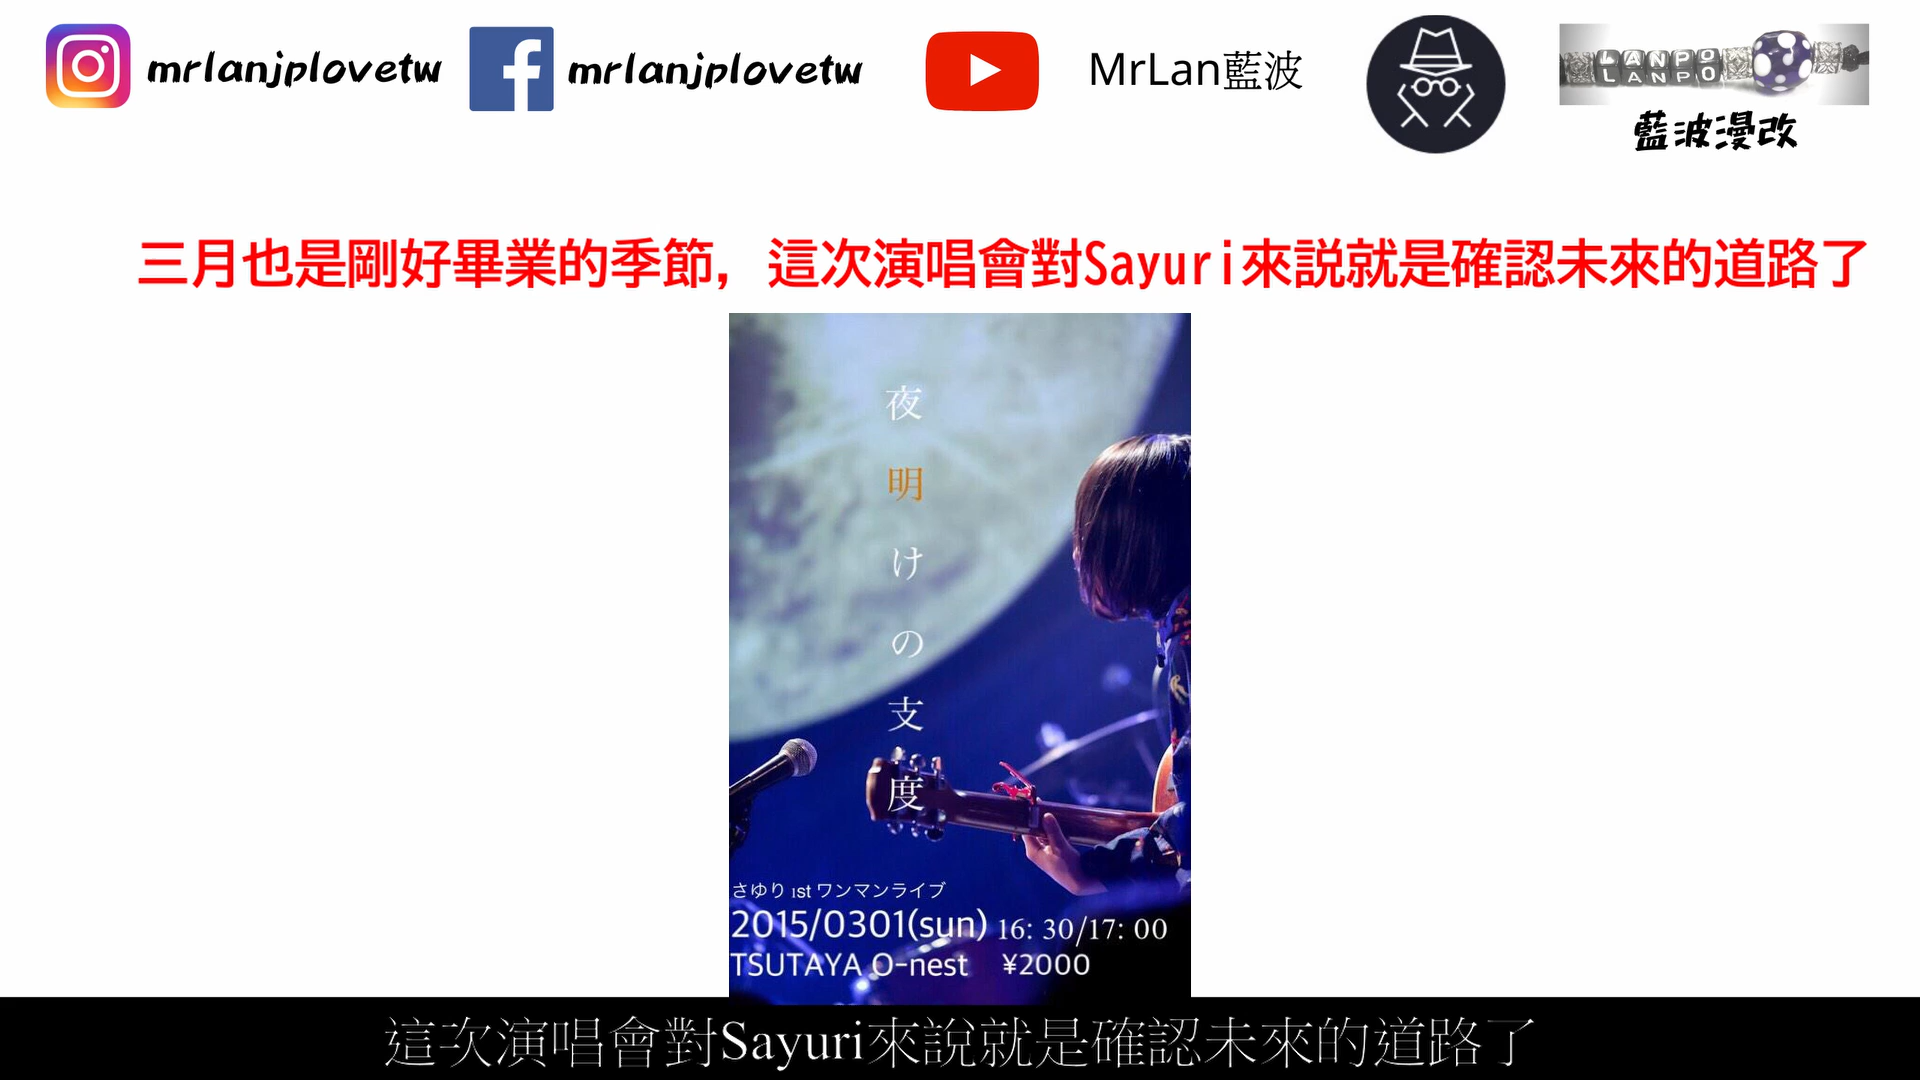 mrlanjplovetw
mrlanjplovetw
MrLan藍波
LANPO
LANPO
藍波漫改
三月也是剛好畢業的季節，這次演唱會對Sayuri來説就是確認未來的道路了
夜明けの支度
さゆり 1st ワンマンライブ
2015/0301(sun) 16: 30/17: 00
TSUTAYA O-nest ¥2000
這次演唱會對Sayuri來說就是確認未來的道路了